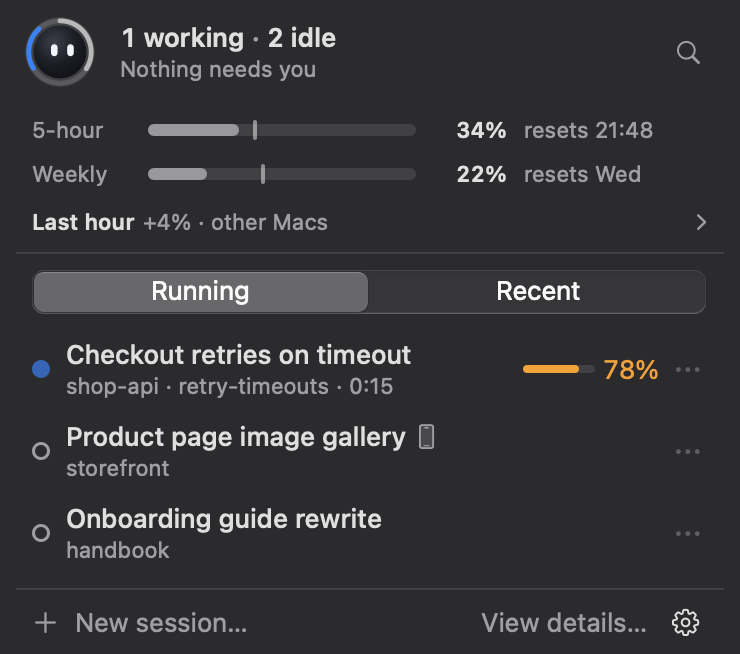 1 working · 2 idle
Nothing needs you
5-hour 34% resets 21:48
Weekly 22% resets Wed
Last hour +4% · other Macs
Running Recent
Checkout retries on timeout
shop-api · retry-timeouts · 0:15
78%
Product page image gallery
storefront
Onboarding guide rewrite
handbook
New session... View details...